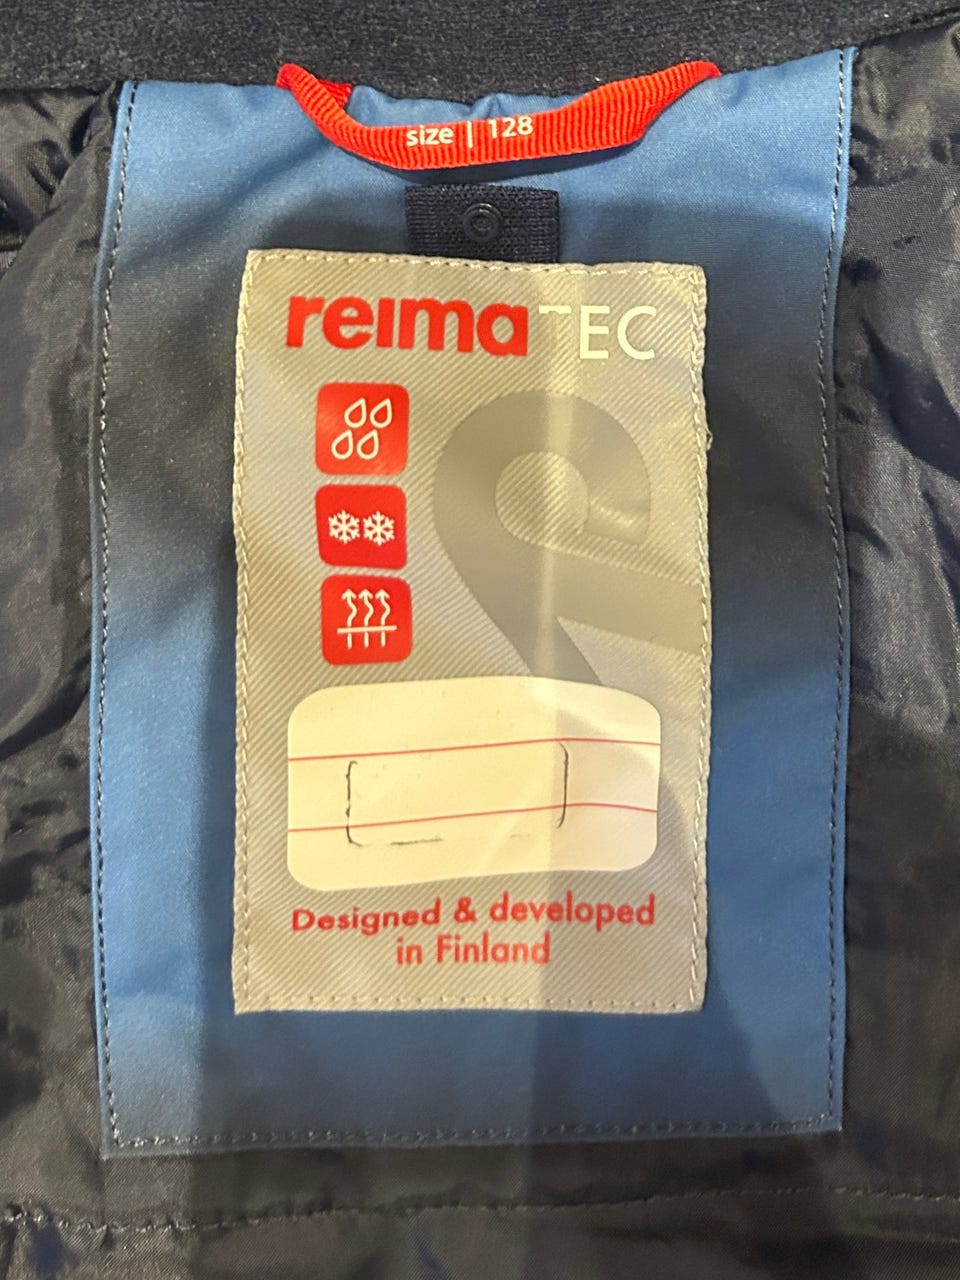 size | 128
reimaTEC
Designed & developed
in Finland